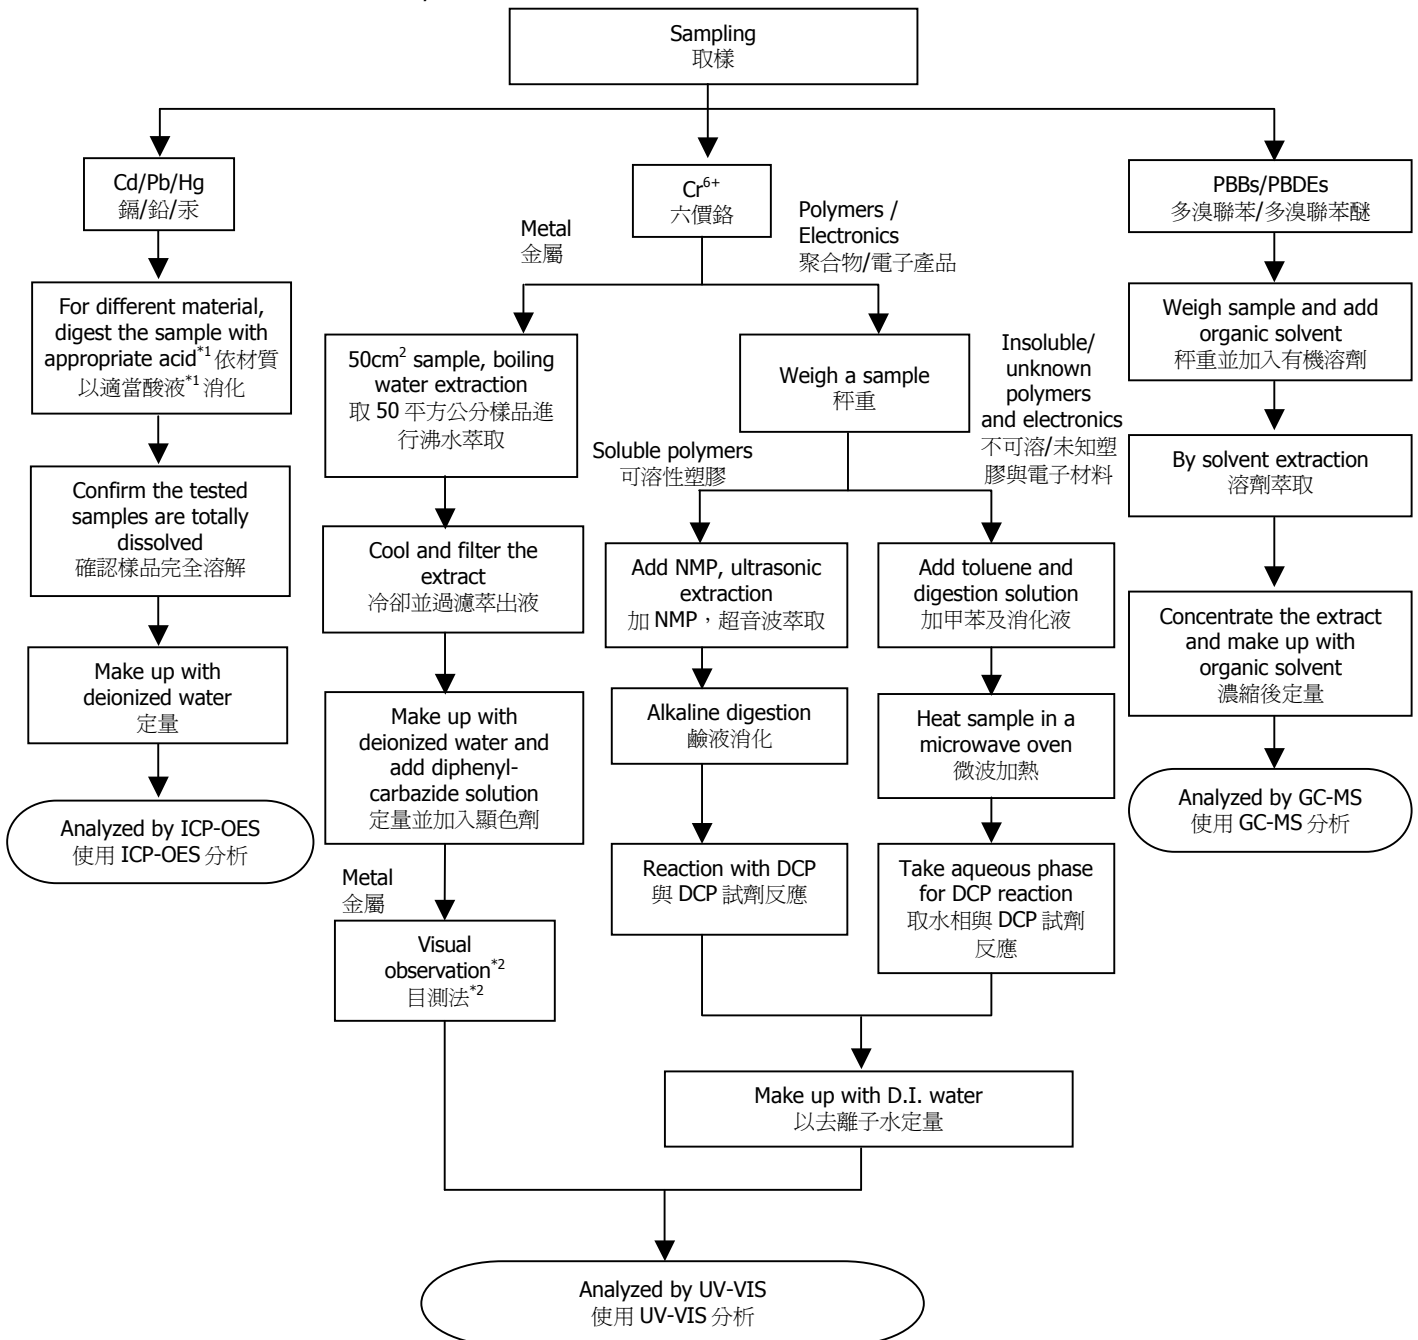 Sampling
取樣
Cd/Pb/Hg
鎘/鉛/汞
For different material,
digest the sample with
appropriate acid*1 依材質
以適當酸液*1 消化
Confirm the tested
samples are totally
dissolved
確認樣品完全溶解
Make up with
deionized water
定量
Analyzed by ICP-OES
使用 ICP-OES 分析
Cr6+
六價鉻
Metal
金屬
Polymers /
Electronics
聚合物/電子產品
50cm2 sample, boiling
water extraction
取 50 平方公分樣品進
行沸水萃取
Cool and filter the
extract
冷卻並過濾萃出液
Make up with
deionized water and
add diphenyl-
carbazide solution
定量並加入顯色劑
Metal
金屬
Visual
observation*2
目測法*2
Weigh a sample
秤重
Soluble polymers
可溶性塑膠
Insoluble/
unknown
polymers
and electronics
不可溶/未知塑
膠與電子材料
Add NMP, ultrasonic
extraction
加 NMP，超音波萃取
Alkaline digestion
鹼液消化
Reaction with DCP
與 DCP 試劑反應
Add toluene and
digestion solution
加甲苯及消化液
Heat sample in a
microwave oven
微波加熱
Take aqueous phase
for DCP reaction
取水相與 DCP 試劑
反應
Make up with D.I. water
以去離子水定量
Analyzed by UV-VIS
使用 UV-VIS 分析
PBBs/PBDEs
多溴聯苯/多溴聯苯醚
Weigh sample and add
organic solvent
秤重並加入有機溶劑
By solvent extraction
溶劑萃取
Concentrate the extract
and make up with
organic solvent
濃縮後定量
Analyzed by GC-MS
使用 GC-MS 分析